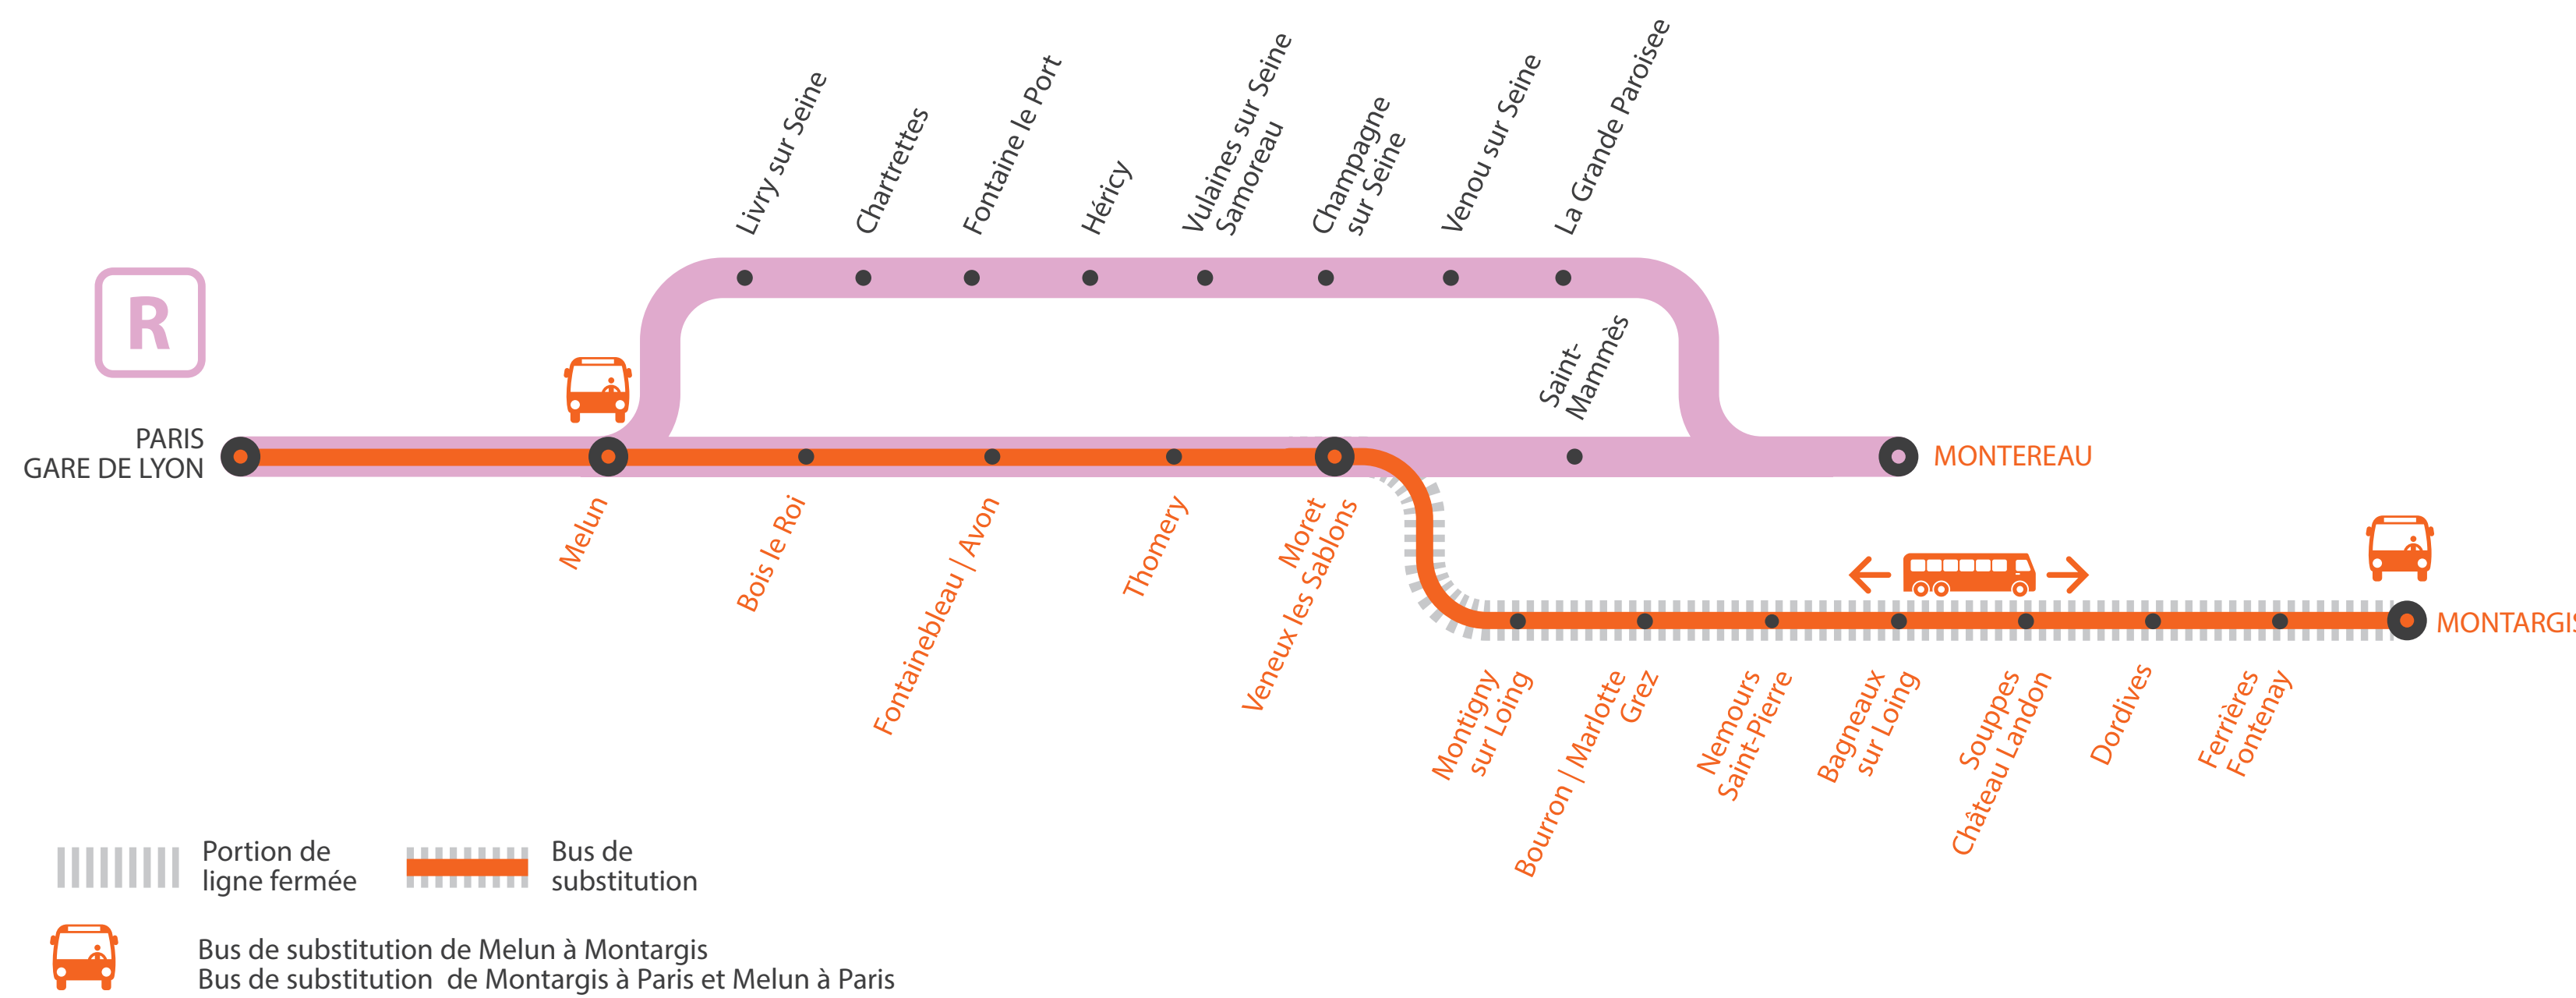 Livry sur Seine
Chartrettes
Fontaine le Port
Héricy
Vulaines sur Seine
Samoreau
Champagne
sur Seine
Venou sur Seine
La Grande Paroisee
R
Saint-
Mammès
PARIS
GARE DE LYON
MONTEREAU
Melun
Bois le Roi
Fontainebleau | Avon
Thomery
Moret
Veneux les Sablons
MONTARGIS
Montigny
sur Loing
Bourron | Marlotte
Grez
Nemours
Saint-Pierre
Bagneaux
sur Loing
Souppes
Château Landon
Dordives
Ferrières
Fontenay
Portion de
ligne fermée
Bus de
substitution
Bus de substitution de Melun à Montargis
Bus de substitution de Montargis à Paris et Melun à Paris